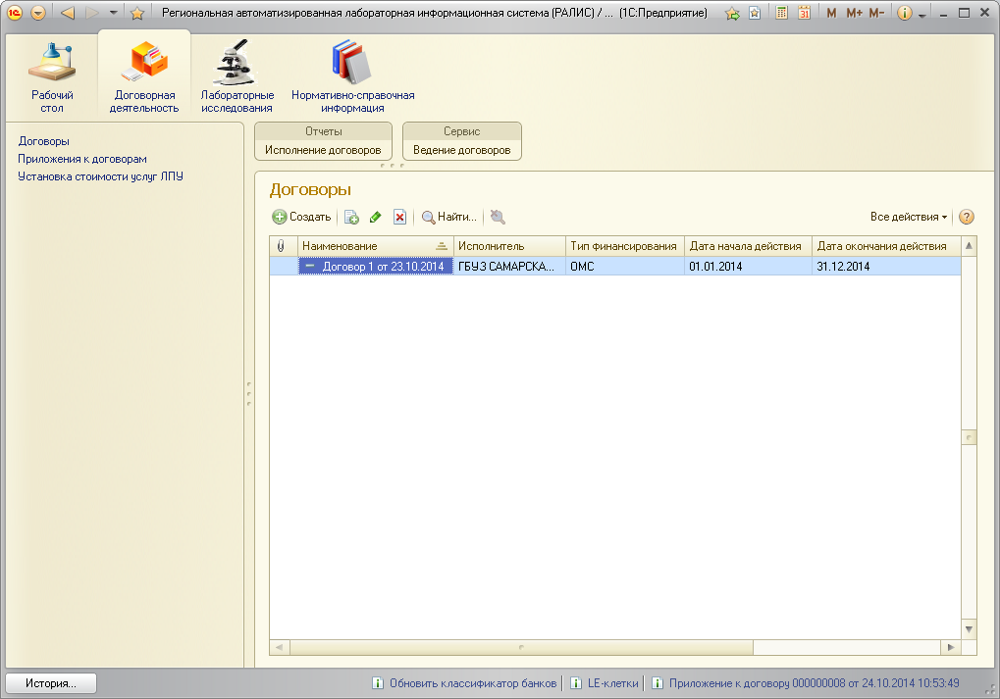 Региональная автоматизированная лабораторная информационная система (РАЛИС) / ... (1С:Предприятие)
31 M M+ M-
Рабочий
стол
Договорная
деятельность
Лабораторные
исследования
Нормативно-справочная
информация
Договоры
Приложения к договорам
Установка стоимости услуг ЛПУ
Отчеты
Исполнение договоров
Сервис
Ведение договоров
Договоры
Создать Найти... Все действия ?
Наименование Исполнитель Тип финансирования Дата начала действия Дата окончания действия
Договор 1 от 23.10.2014 ГБУЗ САМАРСКА... ОМС 01.01.2014 31.12.2014
История... Обновить классификатор банков LE-клетки Приложение к договору 000000008 от 24.10.2014 10:53:49